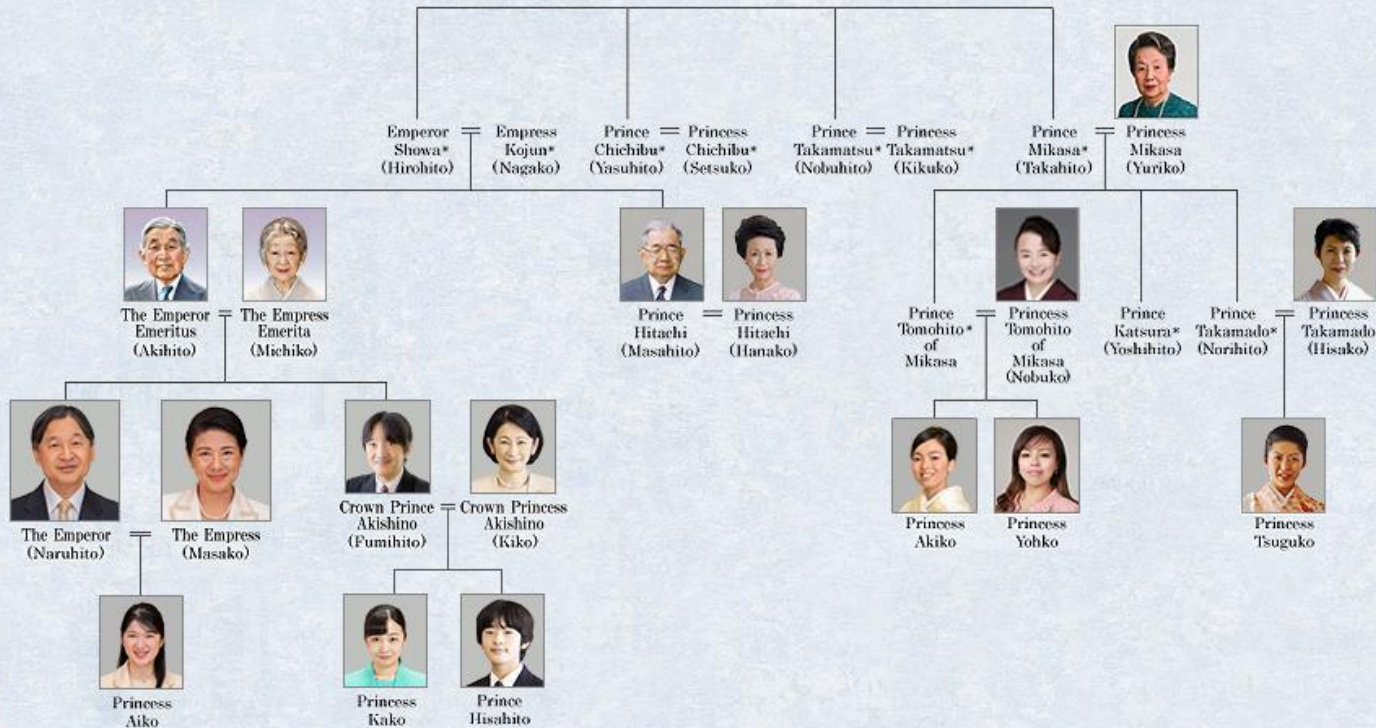 Emperor
Showa*
(Hirohito)
Empress
Kojun*
(Nagako)
Prince
Chichibu*
(Yasuhito)
Princess
Chichibu*
(Setsuko)
Prince
Takamatsu*
(Nobuhito)
Princess
Takamatsu*
(Kikuko)
Prince
Mikasa*
(Takahito)
Princess
Mikasa
(Yuriko)
The Emperor
Emeritus
(Akihito)
The Empress
Emerita
(Michiko)
Prince
Hitachi
(Masahito)
Princess
Hitachi
(Hanako)
Prince
Tomohito*
of
Mikasa
Princess
Tomohito
of
Mikasa
(Nobuko)
Prince
Katsura*
(Yoshihito)
Prince
Takamado*
(Norihito)
Princess
Takamado
(Hisako)
The Emperor
(Naruhito)
The Empress
(Masako)
Crown Prince
Akishino
(Fumihito)
Crown Princess
Akishino
(Kiko)
Princess
Akiko
Princess
Yohko
Princess
Tsuguko
Princess
Aiko
Princess
Kako
Prince
Hisahito